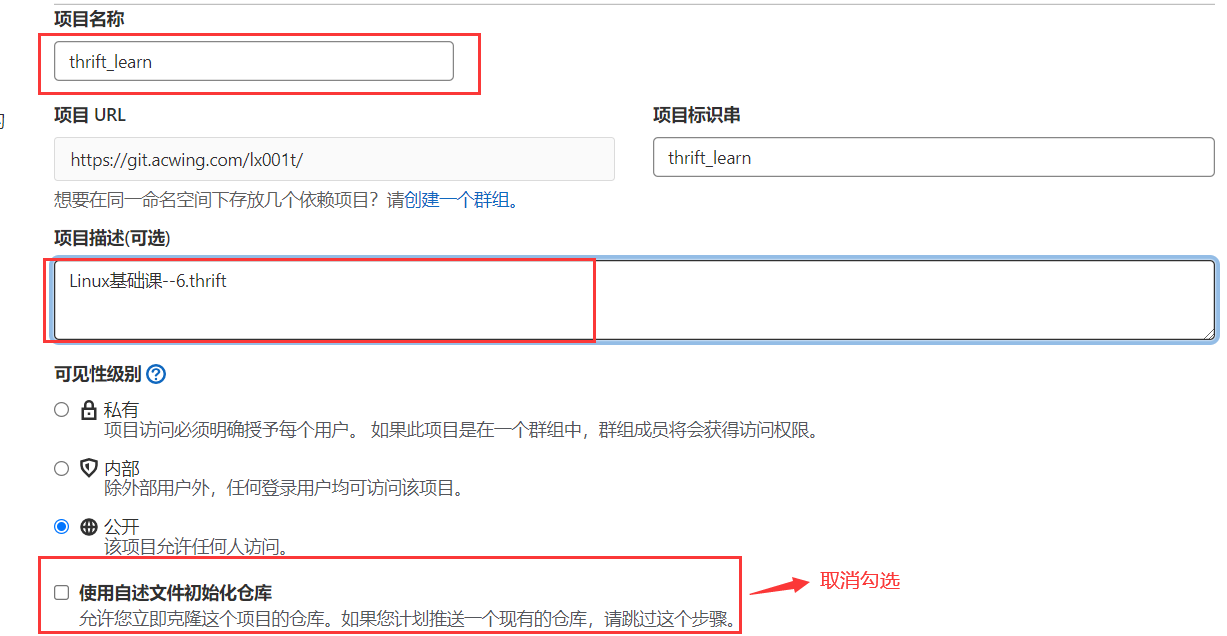 项目名称
thrift_learn
项目 URL
项目标识串
https://git.acwing.com/lx001t/
thrift_learn
想要在同一命名空间下存放几个依赖项目？请创建一个群组。
项目描述(可选)
Linux基础课--6.thrift
可见性级别
私有
项目访问必须明确授予每个用户。 如果此项目是在一个群组中，群组成员将会获得访问权限。
内部
除外部用户外，任何登录用户均可访问该项目。
公开
该项目允许任何人访问。
使用自述文件初始化仓库
取消勾选
允许您立即克隆这个项目的仓库。如果您计划推送一个现有的仓库，请跳过这个步骤。